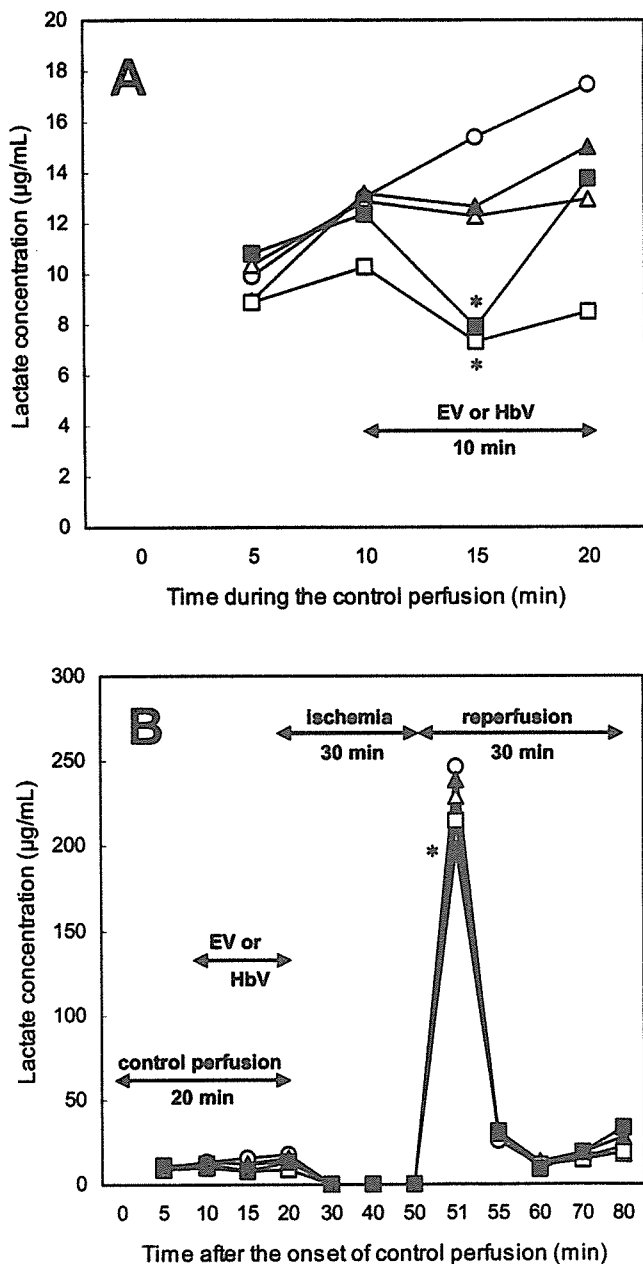 A
Lactate concentration (µg/mL)
20
18
16
14
12
10
8
6
4
2
0
*
*
EV or HbV
10 min
0 5 10 15 20
Time during the control perfusion (min)
B
Lactate concentration (µg/mL)
300
250
200
150
100
50
0
ischemia reperfusion
30 min 30 min
*
EV or
HbV
control perfusion
20 min
0 5 10 15 20 30 40 50 51 55 60 70 80
Time after the onset of control perfusion (min)